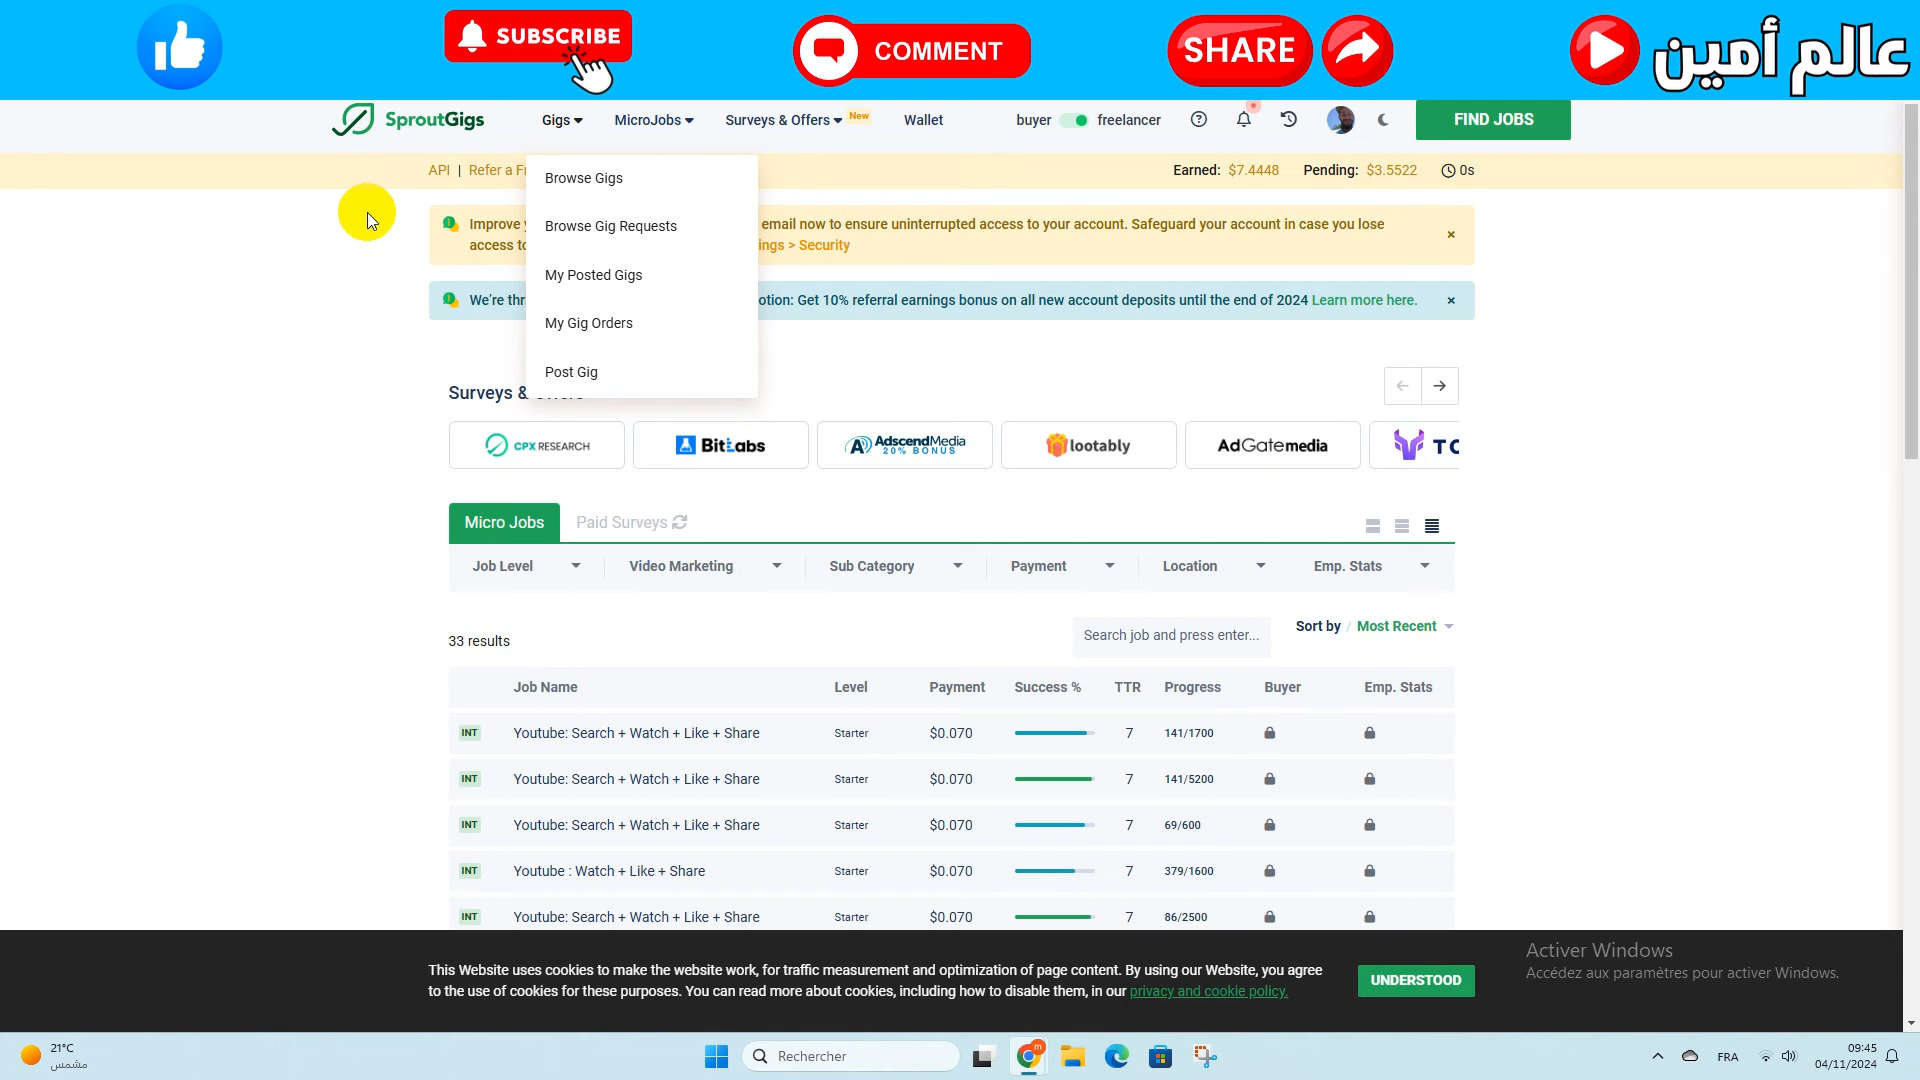 SUBSCRIBE
COMMENT
SHARE
عالم أمين
SproutGigs
Gigs
MicroJobs
Surveys & Offers
New
Wallet
buyer
freelancer
FIND JOBS
API | Refer a Fr
Earned: $7.4448 Pending: $3.5522 0s
Browse Gigs
Browse Gig Requests
My Posted Gigs
My Gig Orders
Post Gig
Improve y
email now to ensure uninterrupted access to your account. Safeguard your account in case you lose
access to
ings > Security
×
We're thr
otion: Get 10% referral earnings bonus on all new account deposits until the end of 2024 Learn more here.
×
Surveys &
CPX RESEARCH
BitLabs
AdscendMedia
20% BONUS
lootably
AdGatemedia
Micro Jobs
Paid Surveys
Job Level
Video Marketing
Sub Category
Payment
Location
Emp. Stats
33 results
Search job and press enter...
Sort by / Most Recent
Job Name Level Payment Success % TTR Progress Buyer Emp. Stats
INT Youtube: Search + Watch + Like + Share Starter $0.070 7 141/1700
INT Youtube: Search + Watch + Like + Share Starter $0.070 7 141/5200
INT Youtube: Search + Watch + Like + Share Starter $0.070 7 69/600
INT Youtube : Watch + Like + Share Starter $0.070 7 379/1600
INT Youtube: Search + Watch + Like + Share Starter $0.070 7 86/2500
This Website uses cookies to make the website work, for traffic measurement and optimization of page content. By using our Website, you agree
to the use of cookies for these purposes. You can read more about cookies, including how to disable them, in our privacy and cookie policy.
UNDERSTOOD
Activer Windows
Accédez aux paramètres pour activer Windows.
21°C
مشمس
Rechercher
m
FRA
09:45
04/11/2024